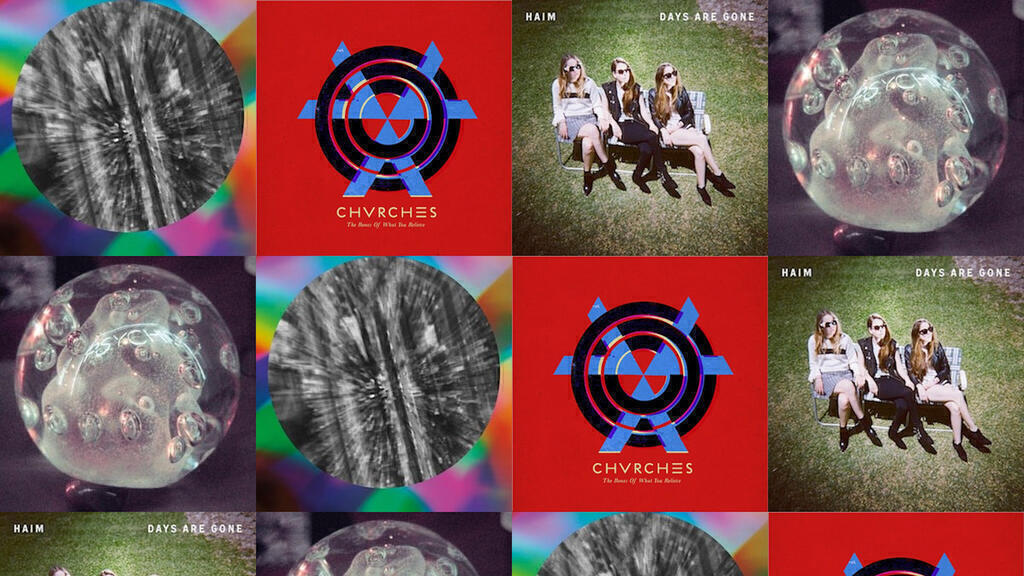 HAIM DAYS ARE GONE
CHVRCHES
The Bones Of What You Believe
HAIM DAYS ARE GONE
CHVRCHES
The Bones Of What You Believe
HAIM DAYS ARE GONE